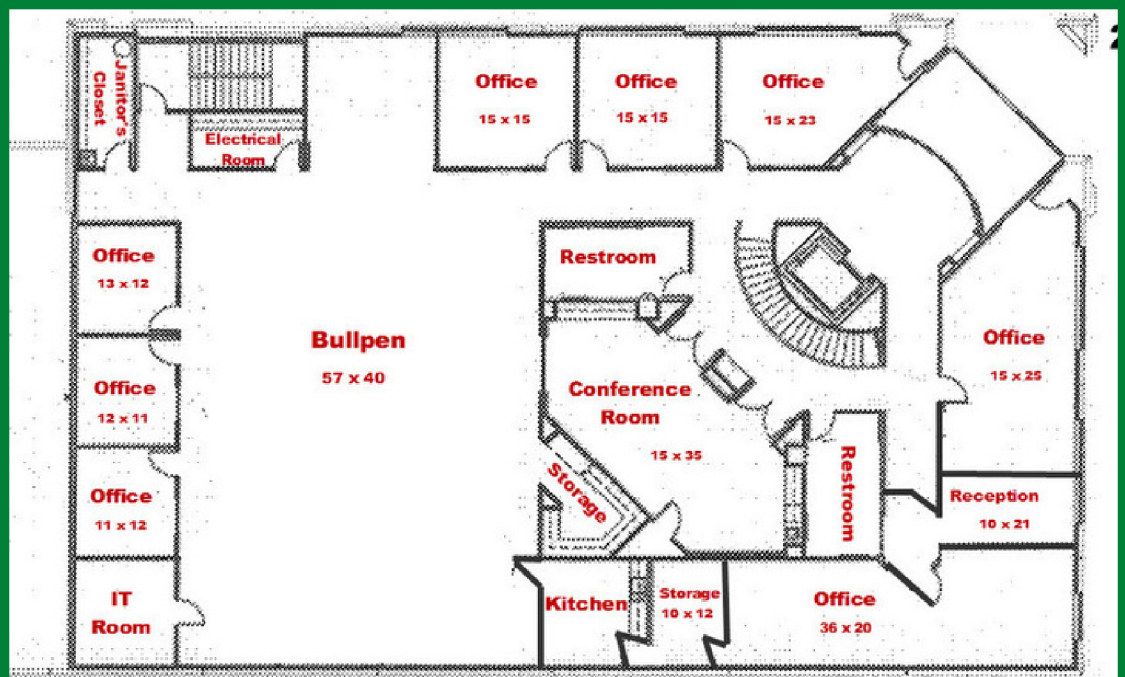 Janitor's
Closet
Electrical
Room
Office
15 x 15
Office
15 x 15
Office
15 x 23
Office
13 x 12
Restroom
Bullpen
57 x 40
Office
15 x 25
Office
12 x 11
Conference
Room
15 x 35
Storage
Restroom
Office
11 x 12
Reception
10 x 21
IT
Room
Kitchen
Storage
10 x 12
Office
36 x 20